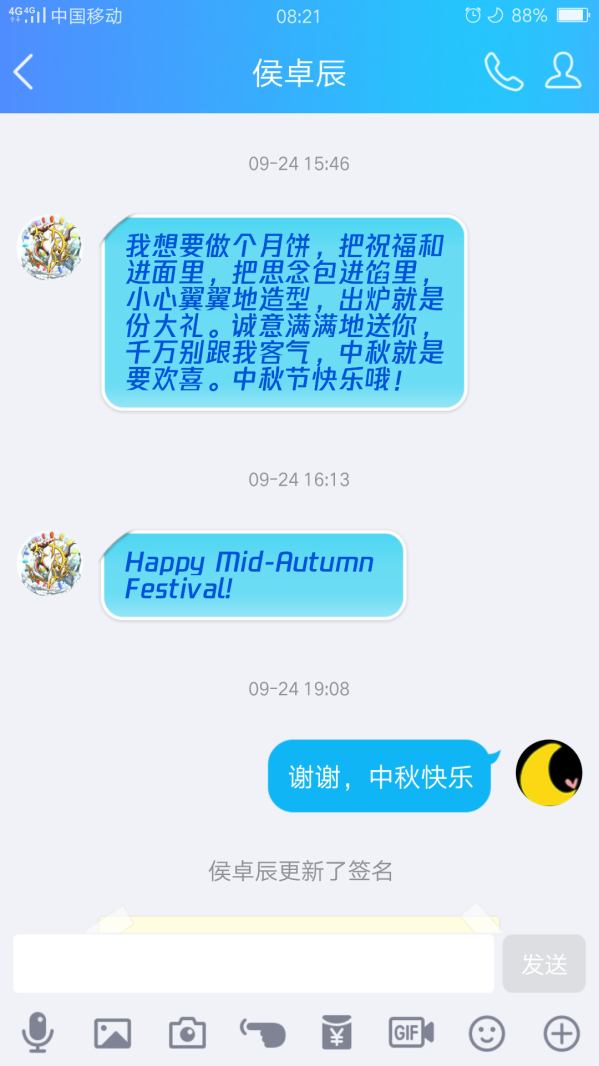 4G 4G 中国移动 08:21 88%
侯卓辰
09-24 15:46
我想要做个月饼，把祝福和
进面里，把思念包进馅里，
小心翼翼地造型，出炉就是
份大礼。诚意满满地送你，
千万别跟我客气，中秋就是
要欢喜。中秋节快乐哦！
09-24 16:13
Happy Mid-Autumn
Festival!
09-24 19:08
谢谢，中秋快乐
侯卓辰更新了签名
发送
¥
GIF